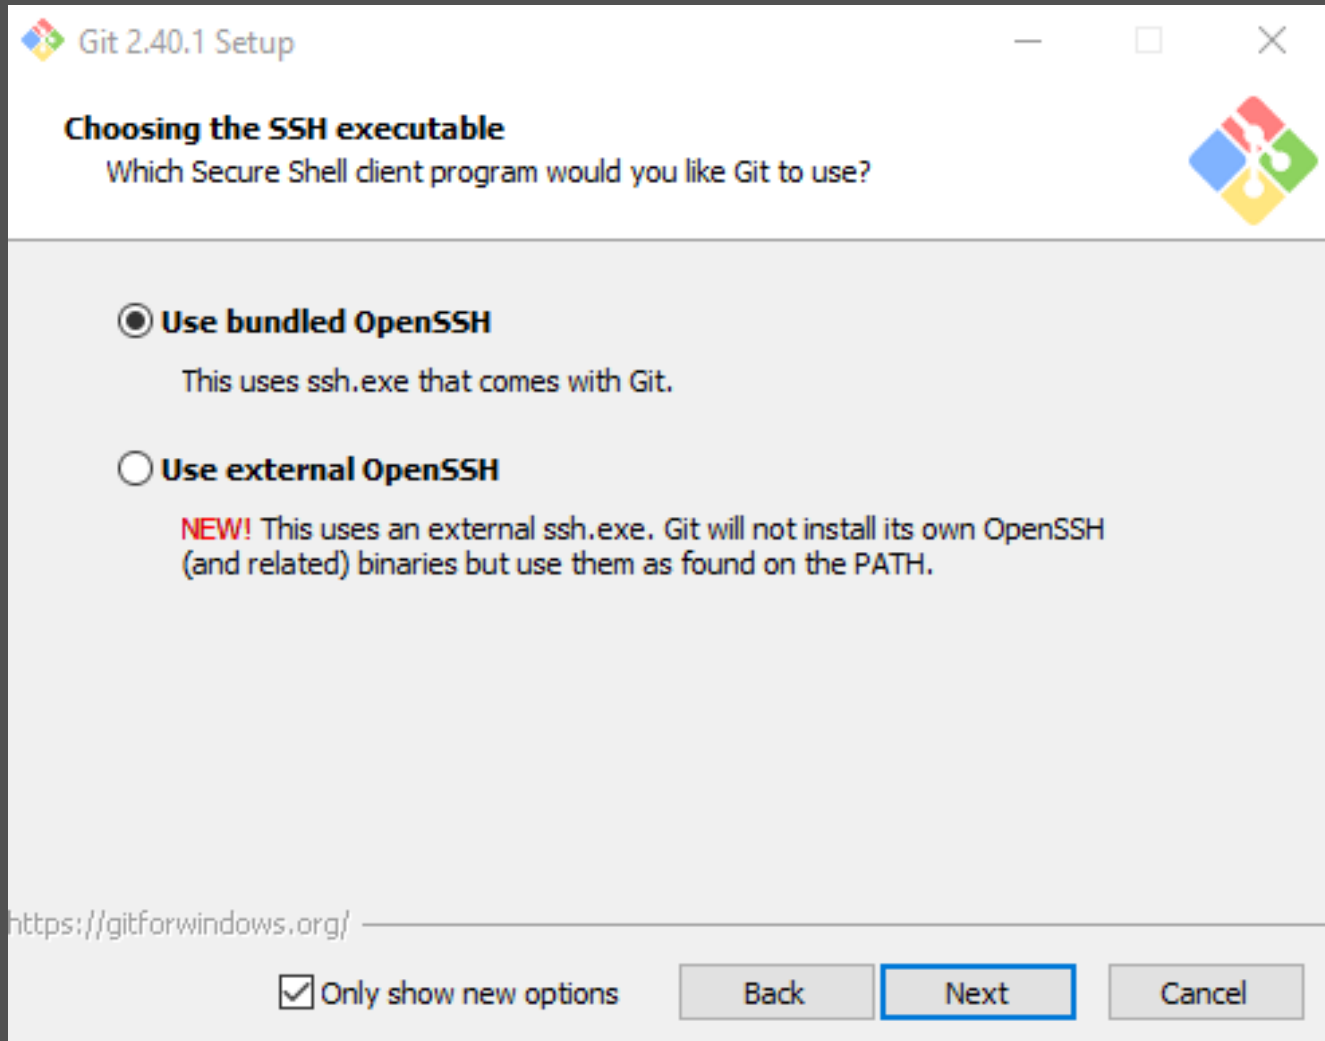 Git 2.40.1 Setup
Choosing the SSH executable
Which Secure Shell client program would you like Git to use?
Use bundled OpenSSH
This uses ssh.exe that comes with Git.
Use external OpenSSH
NEW! This uses an external ssh.exe. Git will not install its own OpenSSH
(and related) binaries but use them as found on the PATH.
https://gitforwindows.org/
Only show new options
Back
Next
Cancel